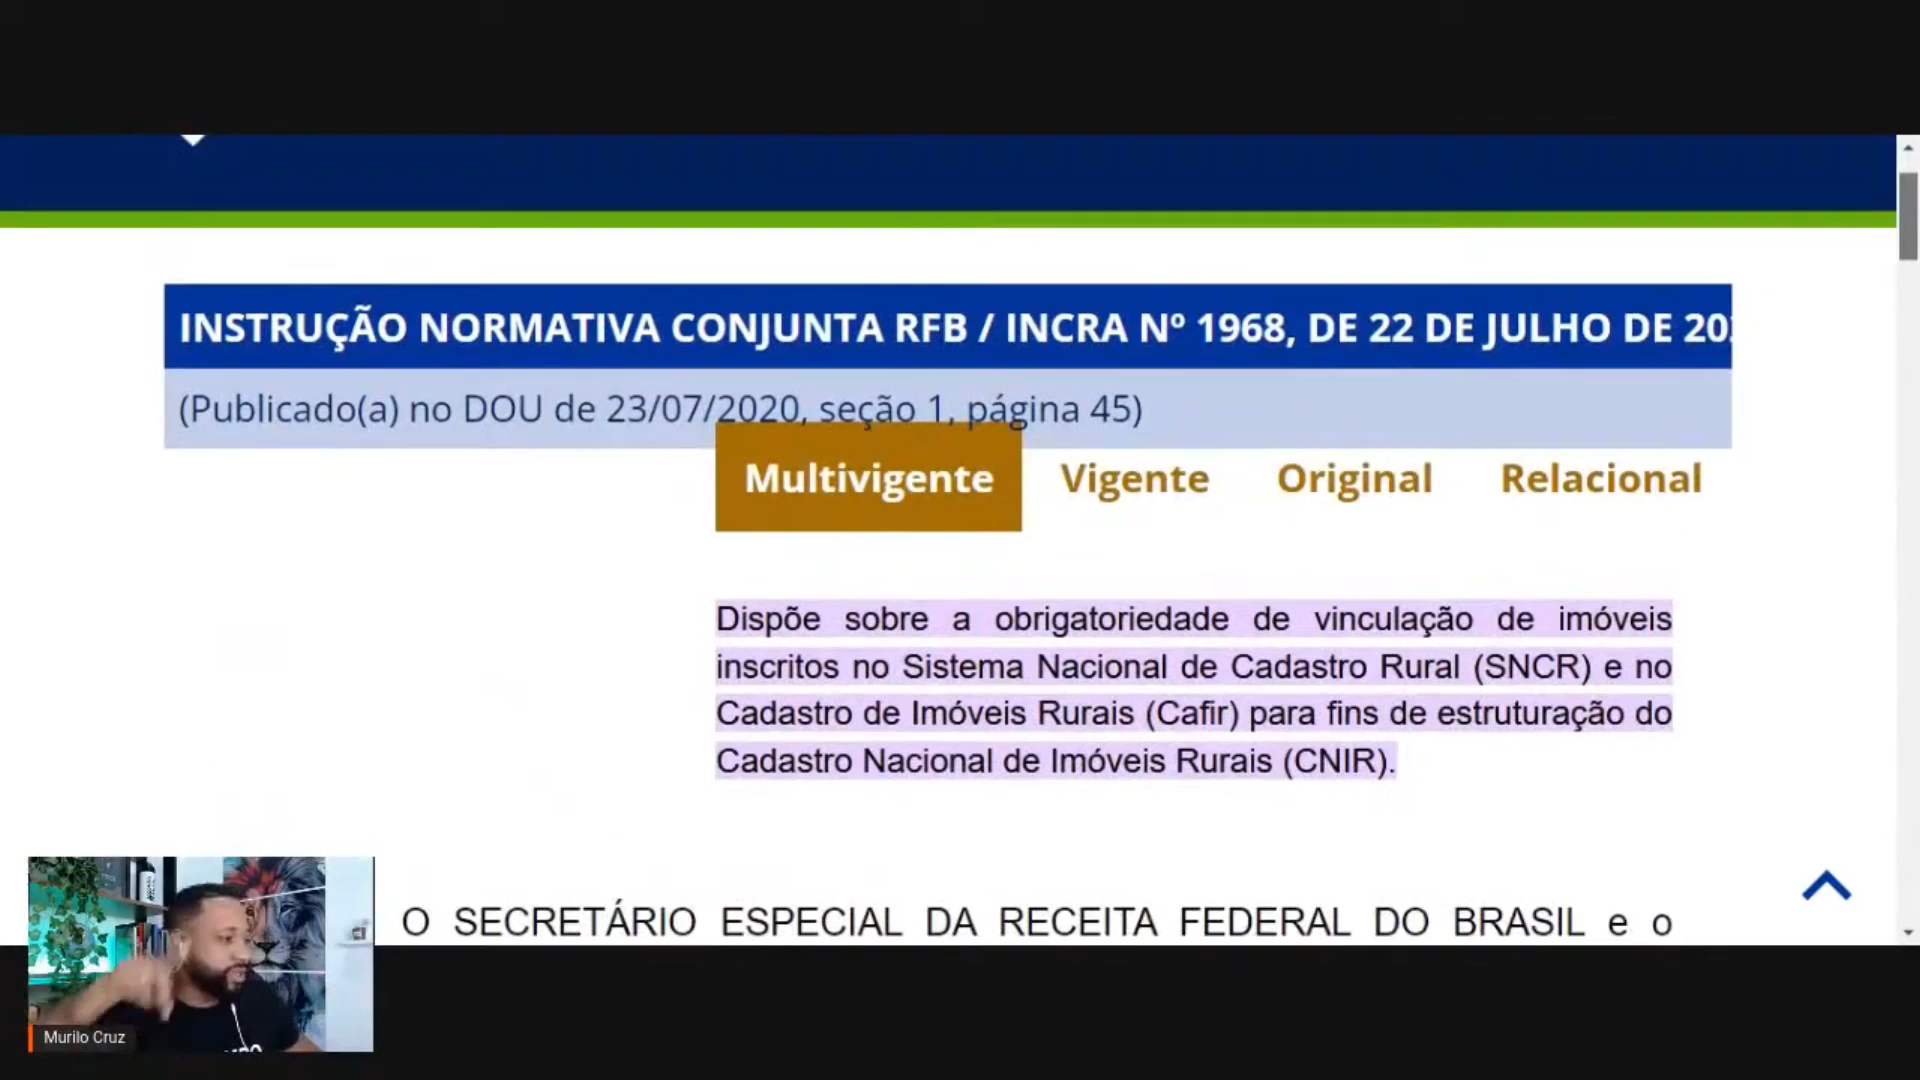 INSTRUÇÃO NORMATIVA CONJUNTA RFB / INCRA Nº 1968, DE 22 DE JULHO DE 20
(Publicado(a) no DOU de 23/07/2020, seção 1, página 45)
Multivigente Vigente Original Relacional
Dispõe sobre a obrigatoriedade de vinculação de imóveis
inscritos no Sistema Nacional de Cadastro Rural (SNCR) e no
Cadastro de Imóveis Rurais (Cafir) para fins de estruturação do
Cadastro Nacional de Imóveis Rurais (CNIR).
O SECRETÁRIO ESPECIAL DA RECEITA FEDERAL DO BRASIL e o
Murilo Cruz